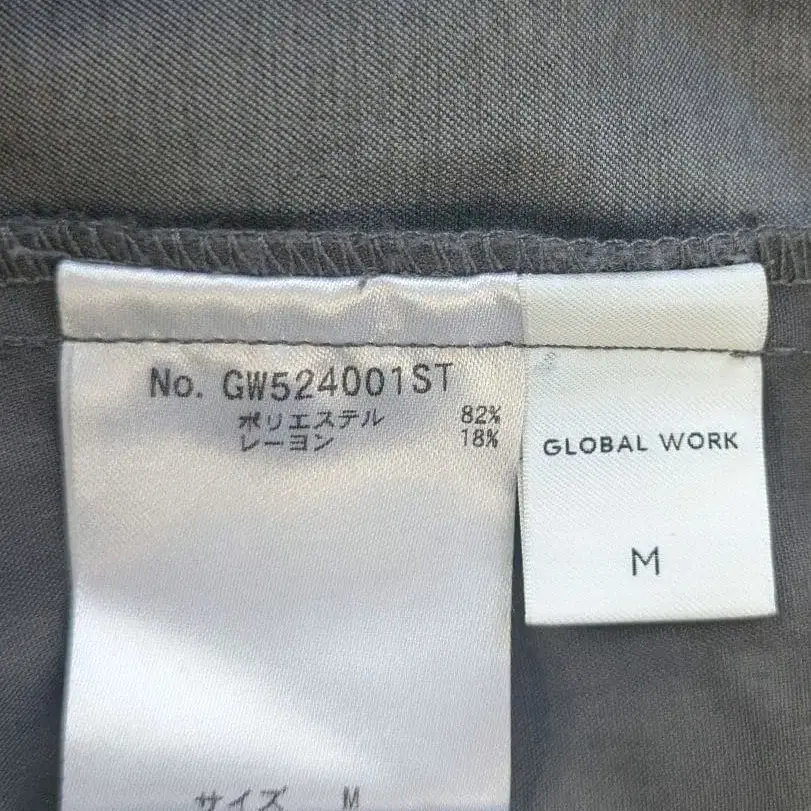 No. GW524001ST
ポリエステル 82%
レーヨン 18%
サイズ M
GLOBAL WORK
M